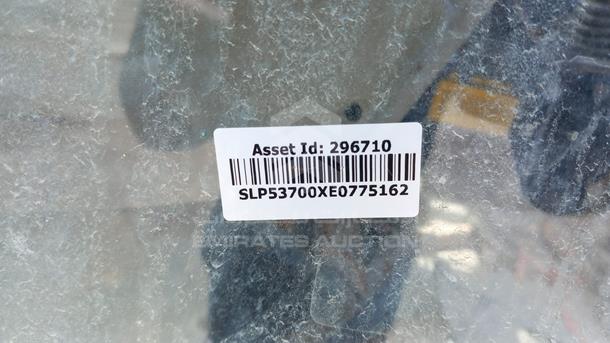 Asset Id: 296710
SLP53700XE0775162
EMIRATES AUCTION